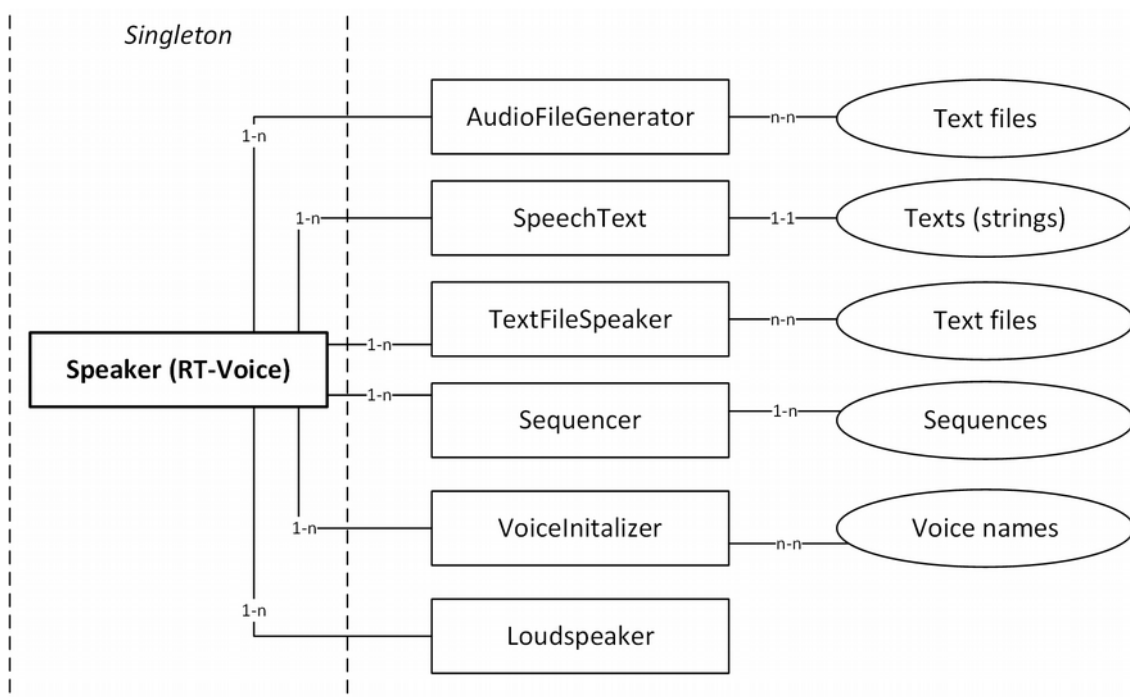 Singleton
1-n
AudioFileGenerator
n-n
Text files
1-n
SpeechText
1-1
Texts (strings)
1-n
TextFileSpeaker
n-n
Text files
Speaker (RT-Voice)
1-n
Sequencer
1-n
Sequences
1-n
VoiceInitalizer
n-n
Voice names
1-n
Loudspeaker